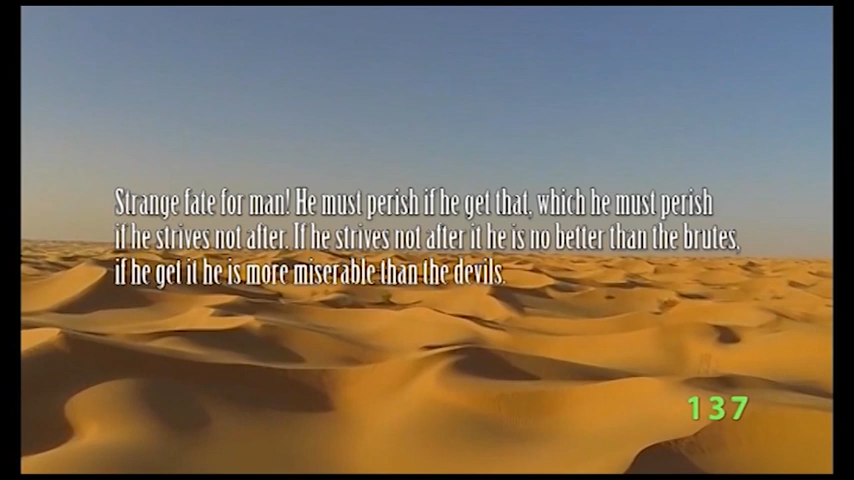 Strange fate for man! He must perish if he get that, which he must perish
if he strives not after. If he strives not after it he is no better than the brutes,
if he get it he is more miserable than the devils.
137